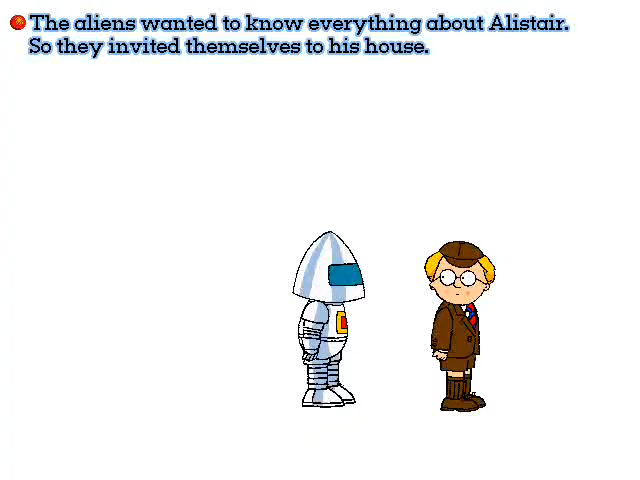 The aliens wanted to know everything about Alistair.
So they invited themselves to his house.